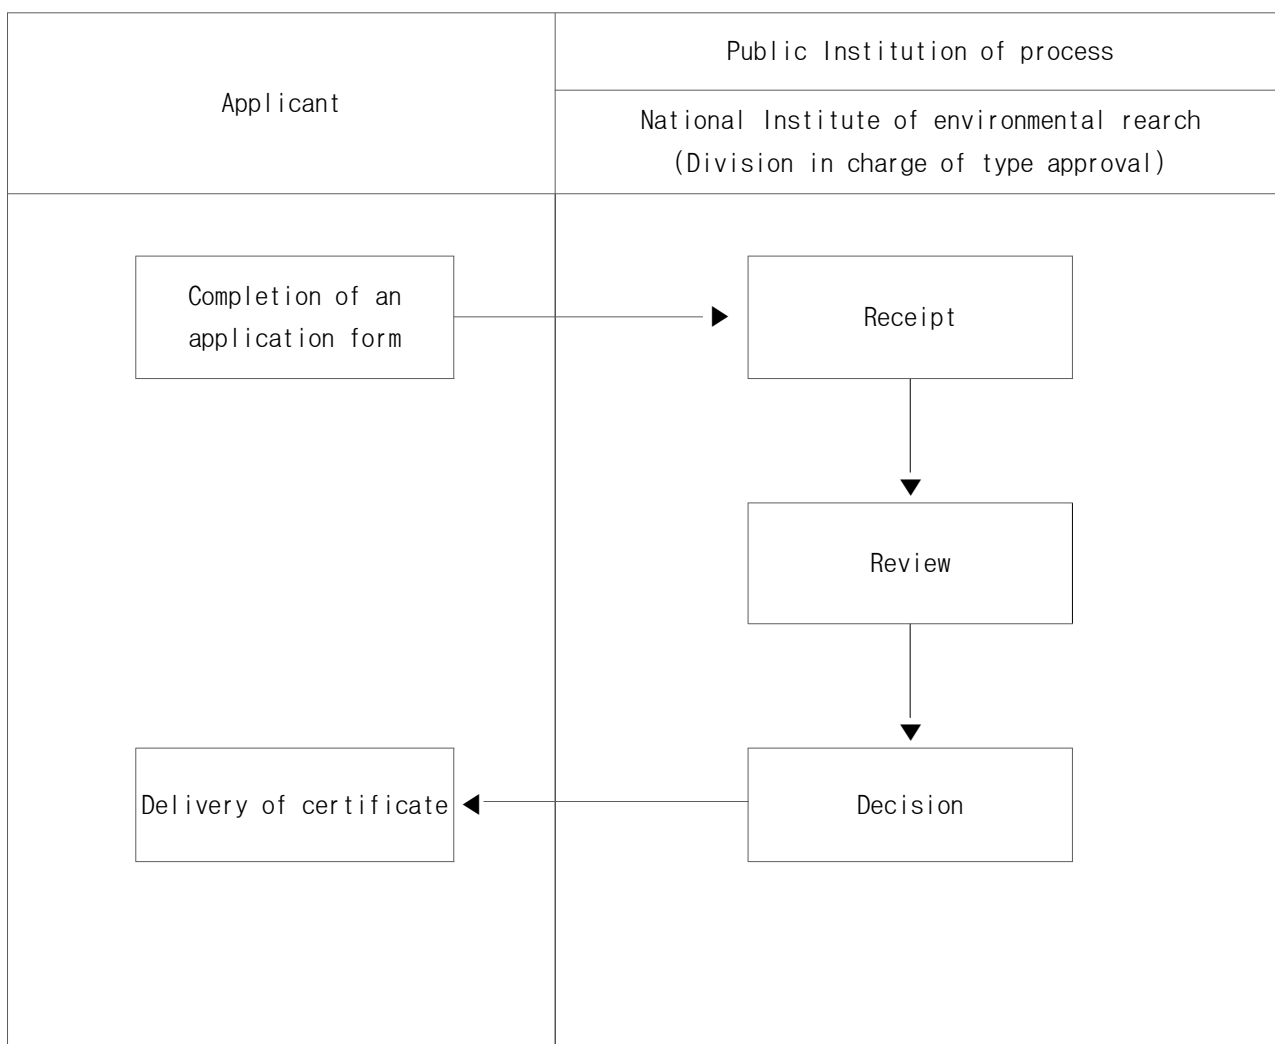 Applicant
Public Institution of process
National Institute of environmental rearch
(Division in charge of type approval)
Completion of an
application form
Receipt
Review
Delivery of certificate
Decision